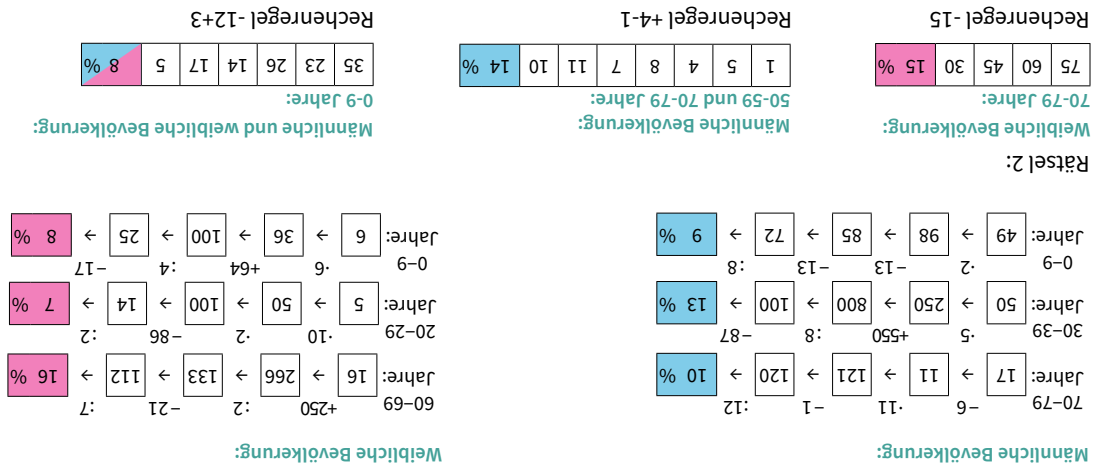 Männliche Bevölkerung:
−6 ·11 −1 :12
70–79
Jahre: 17 → 11 → 121 → 120 → 10 %
·5 +550 :8 −87
30–39
Jahre: 50 → 250 → 800 → 100 → 13 %
·2 −13 −13 :8
0–9
Jahre: 49 → 98 → 85 → 72 → 9 %
Weibliche Bevölkerung:
+250 :2 −21 :7
60–69
Jahre: 16 → 266 → 133 → 112 → 16 %
·10 ·2 −86 :2
20–29
Jahre: 5 → 50 → 100 → 14 → 7 %
·6 +64 :4 −17
0–9
Jahre: 6 → 36 → 100 → 25 → 8 %
Rätsel 2:
Weibliche Bevölkerung:
70-79 Jahre:
75 60 45 30 15 %
Rechenregel -15
Männliche Bevölkerung:
50-59 und 70-79 Jahre:
1 5 4 8 7 11 10 14 %
Rechenregel +4-1
Männliche und weibliche Bevölkerung:
0-9 Jahre:
35 23 26 14 17 5 8 %
Rechenregel -12+3